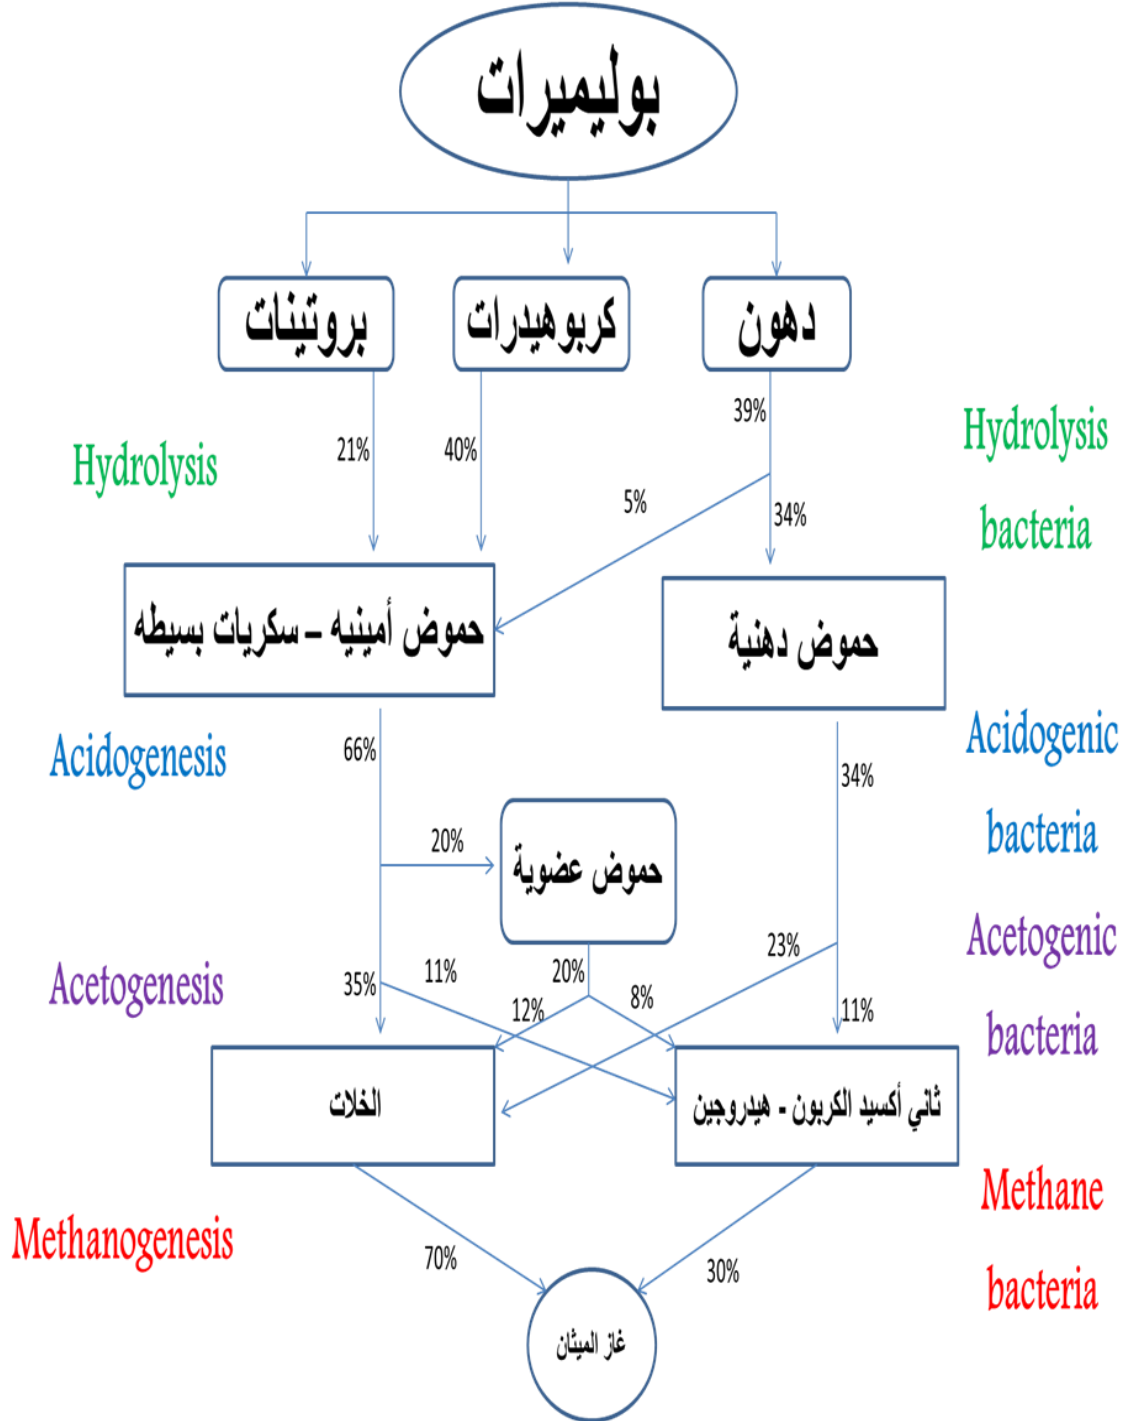 بوليميرات
بروتينات
كربوهيدرات
دهون
39%
21%
40%
Hydrolysis
Hydrolysis
bacteria
5%
34%
حموض أمينيه – سكريات بسيطه
حموض دهنية
66%
34%
Acidogenesis
Acidogenic
bacteria
20%
حموض عضوية
23%
Acetogenic
bacteria
Acetogenesis
35%
11%
20%
12%
8%
11%
الخلات
ثاني أكسيد الكربون - هيدروجين
Methane
bacteria
Methanogenesis
70%
30%
غاز الميثان